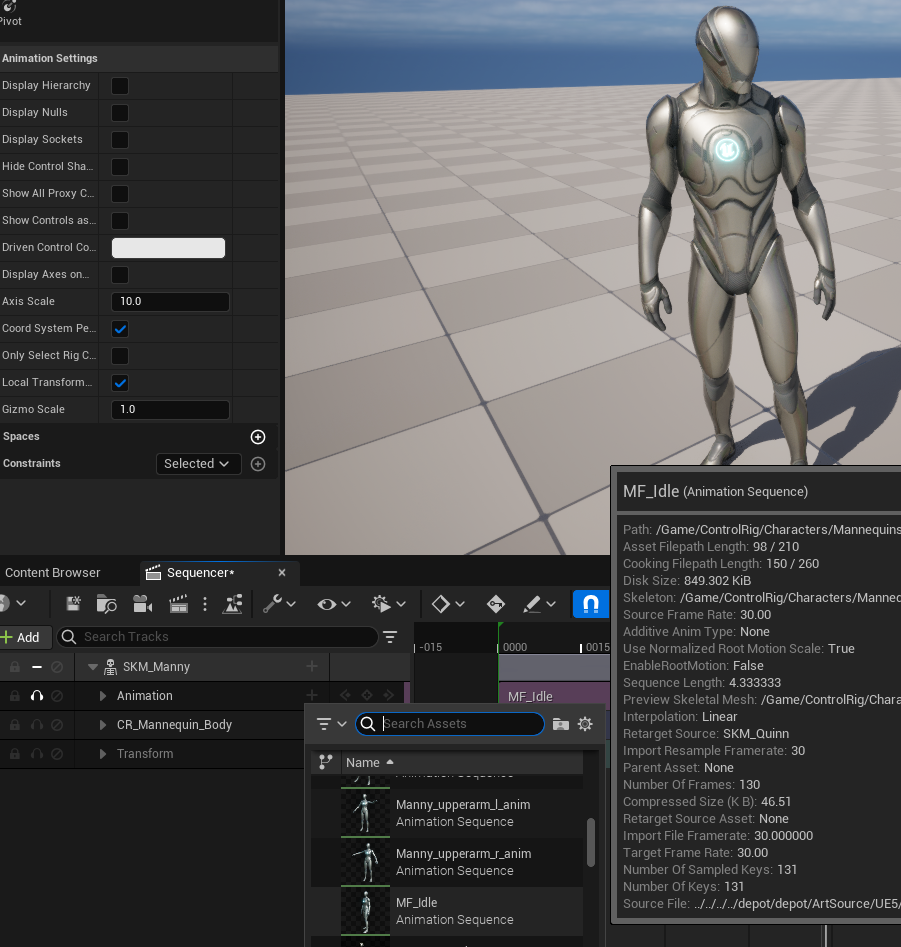 Pivot
Animation Settings
Display Hierarchy
Display Nulls
Display Sockets
Hide Control Sha...
Show All Proxy C...
Show Controls as...
Driven Control Co...
Display Axes on...
Axis Scale 10.0
Coord System Pe...
Only Select Rig C...
Local Transform...
Gizmo Scale 1.0
Spaces
Constraints Selected
Content Browser Sequencer*
Add Search Tracks
-015 0000 0015
SKM_Manny
Animation MF_Idle
CR_Mannequin_Body
Transform
Search Assets
Name
Animation Sequence
Manny_upperarm_l_anim
Animation Sequence
Manny_upperarm_r_anim
Animation Sequence
MF_Idle
Animation Sequence
MF_Idle (Animation Sequence)
Path: /Game/ControlRig/Characters/Mannequins
Asset Filepath Length: 98 / 210
Cooking Filepath Length: 150 / 260
Disk Size: 849.302 KiB
Skeleton: /Game/ControlRig/Characters/Manneq
Source Frame Rate: 30.00
Additive Anim Type: None
Use Normalized Root Motion Scale: True
EnableRootMotion: False
Sequence Length: 4.333333
Preview Skeletal Mesh: /Game/ControlRig/Chara
Interpolation: Linear
Retarget Source: SKM_Quinn
Import Resample Framerate: 30
Parent Asset: None
Number Of Frames: 130
Compressed Size (K B): 46.51
Retarget Source Asset: None
Import File Framerate: 30.000000
Target Frame Rate: 30.00
Number Of Sampled Keys: 131
Number Of Keys: 131
Source File: ../../../../depot/depot/ArtSource/UE5/